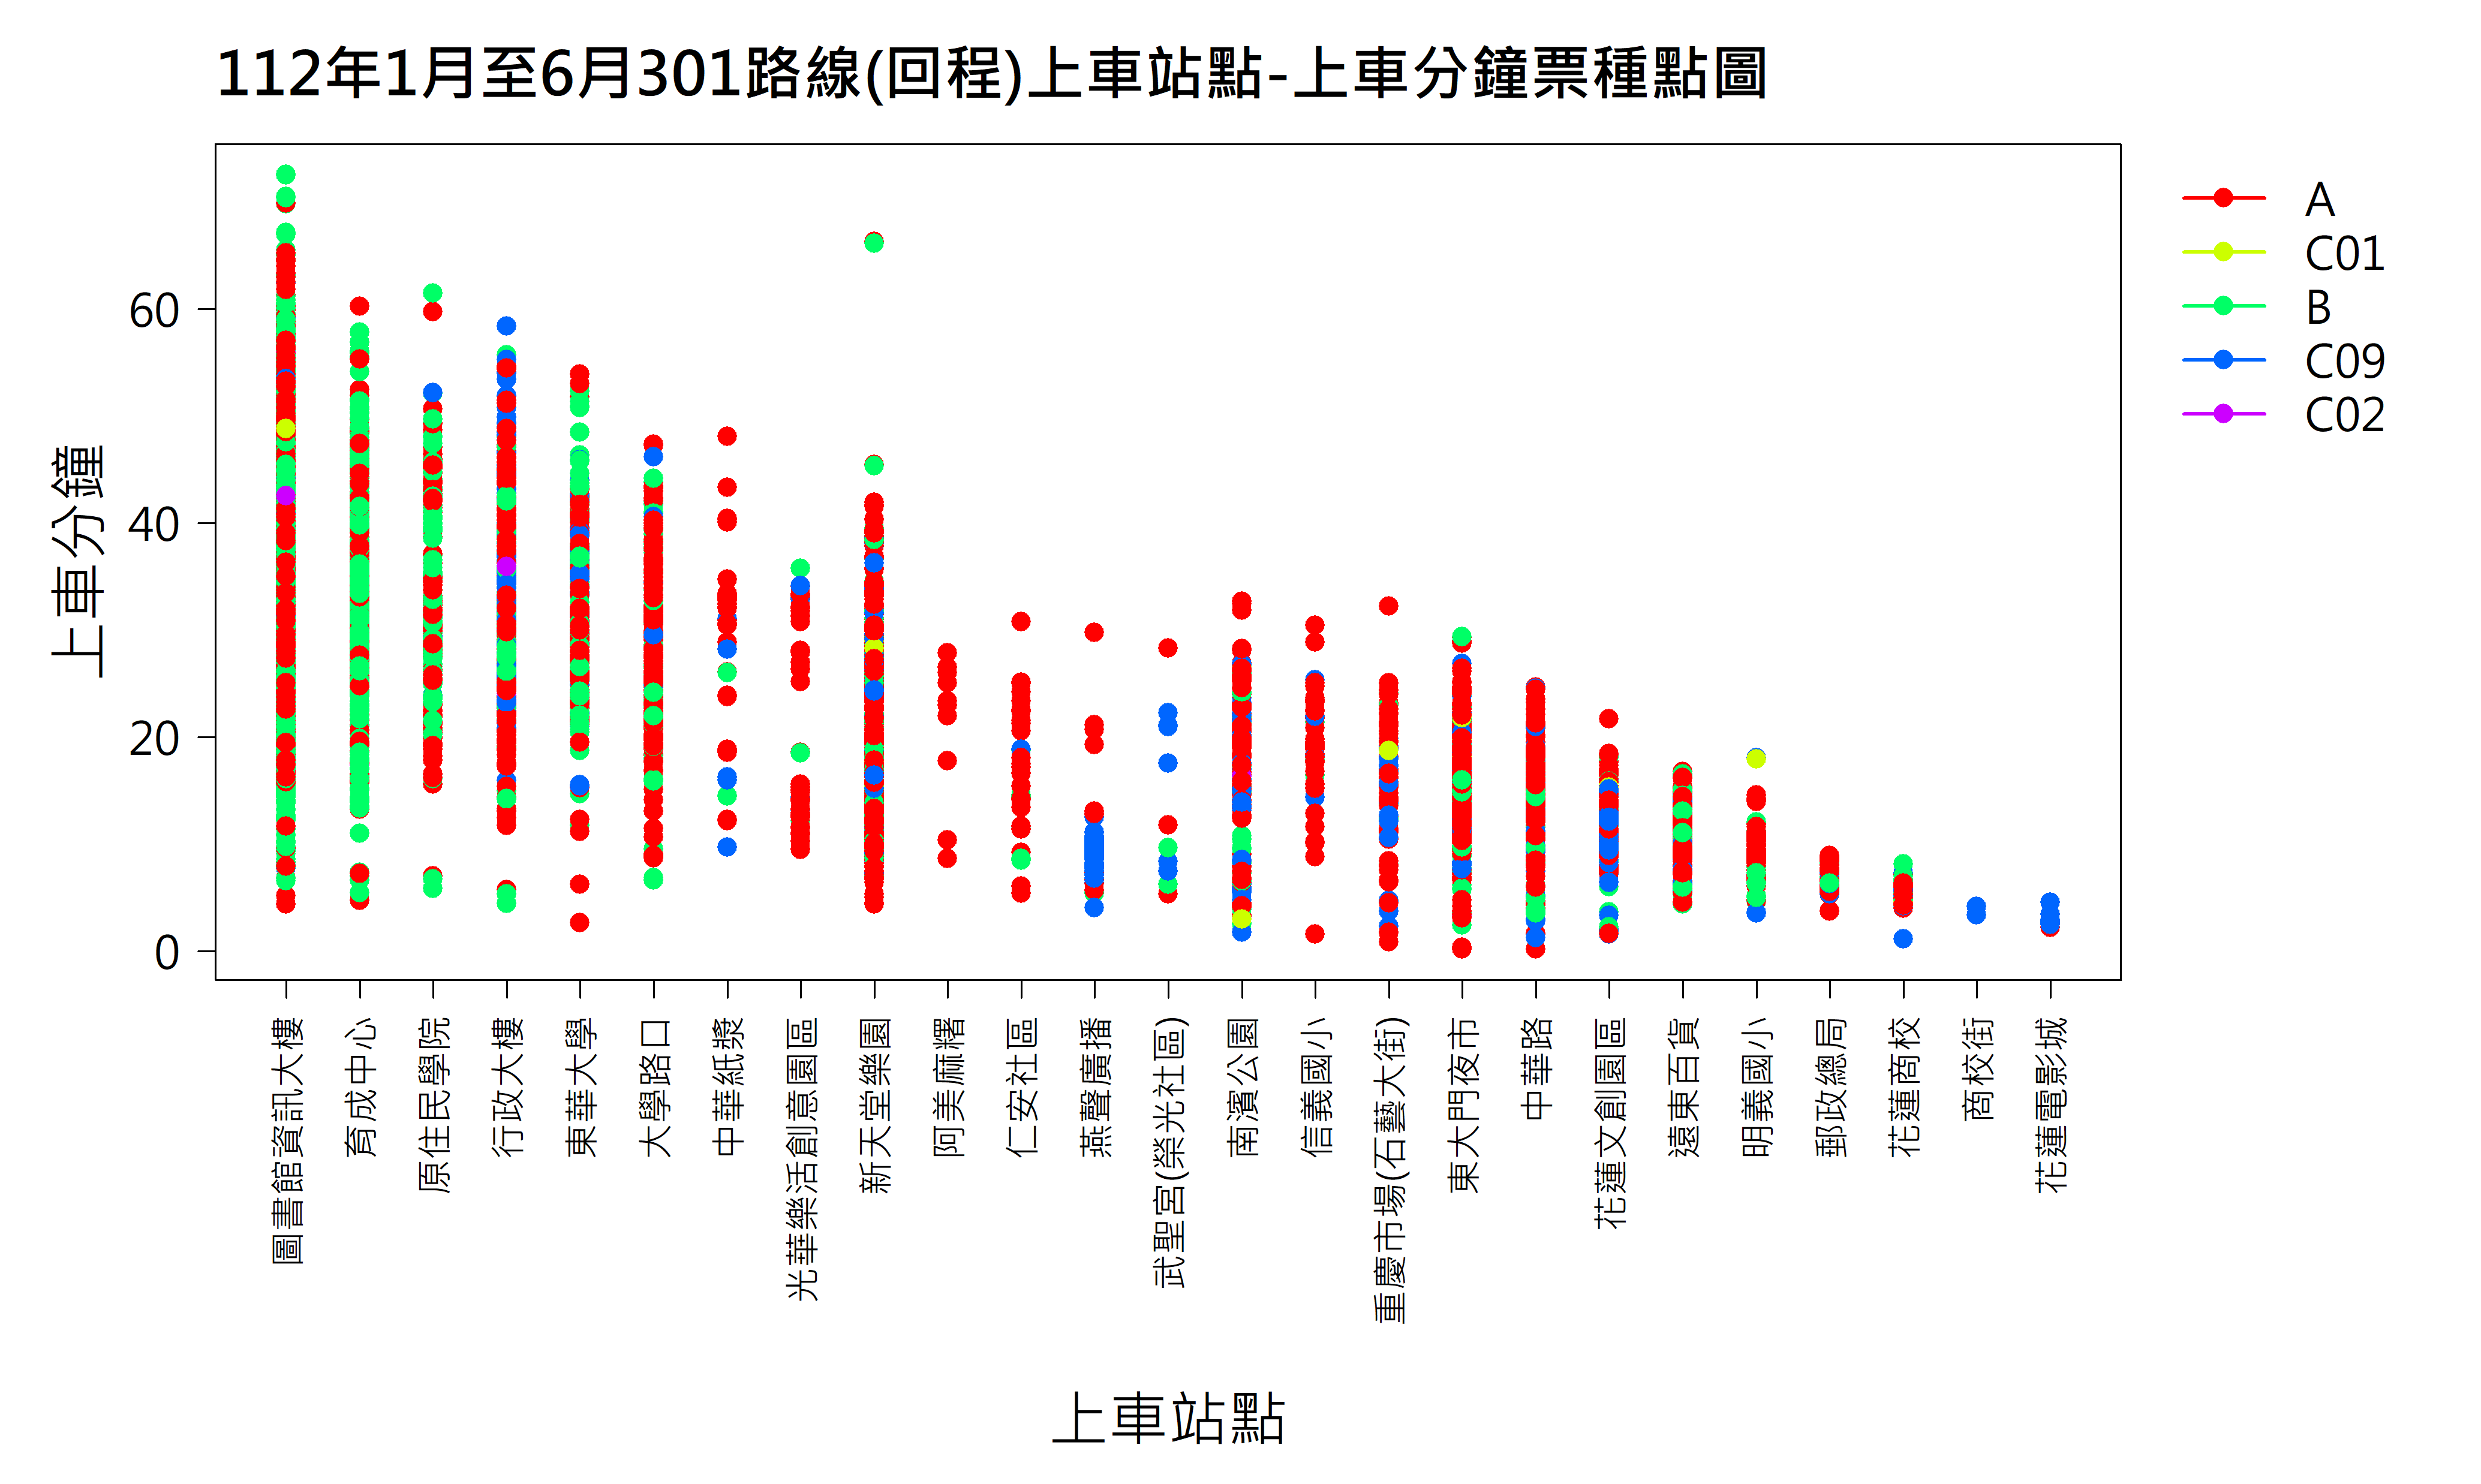 112年1月至6月301路線(回程)上車站點-上車分鐘票種點圖
A
C01
B
C09
C02
上車分鐘
60
40
20
0
圖書館資訊大樓
育成中心
原住民學院
行政大樓
東華大學
大學路口
中華紙漿
光華樂活創意園區
新天堂樂園
阿美麻糬
仁安社區
燕聲廣播
武聖宮(榮光社區)
南濱公園
信義國小
重慶市場(石藝大街)
東大門夜市
中華路
花蓮文創園區
遠東百貨
明義國小
郵政總局
花蓮商校
商校街
花蓮電影城
上車站點